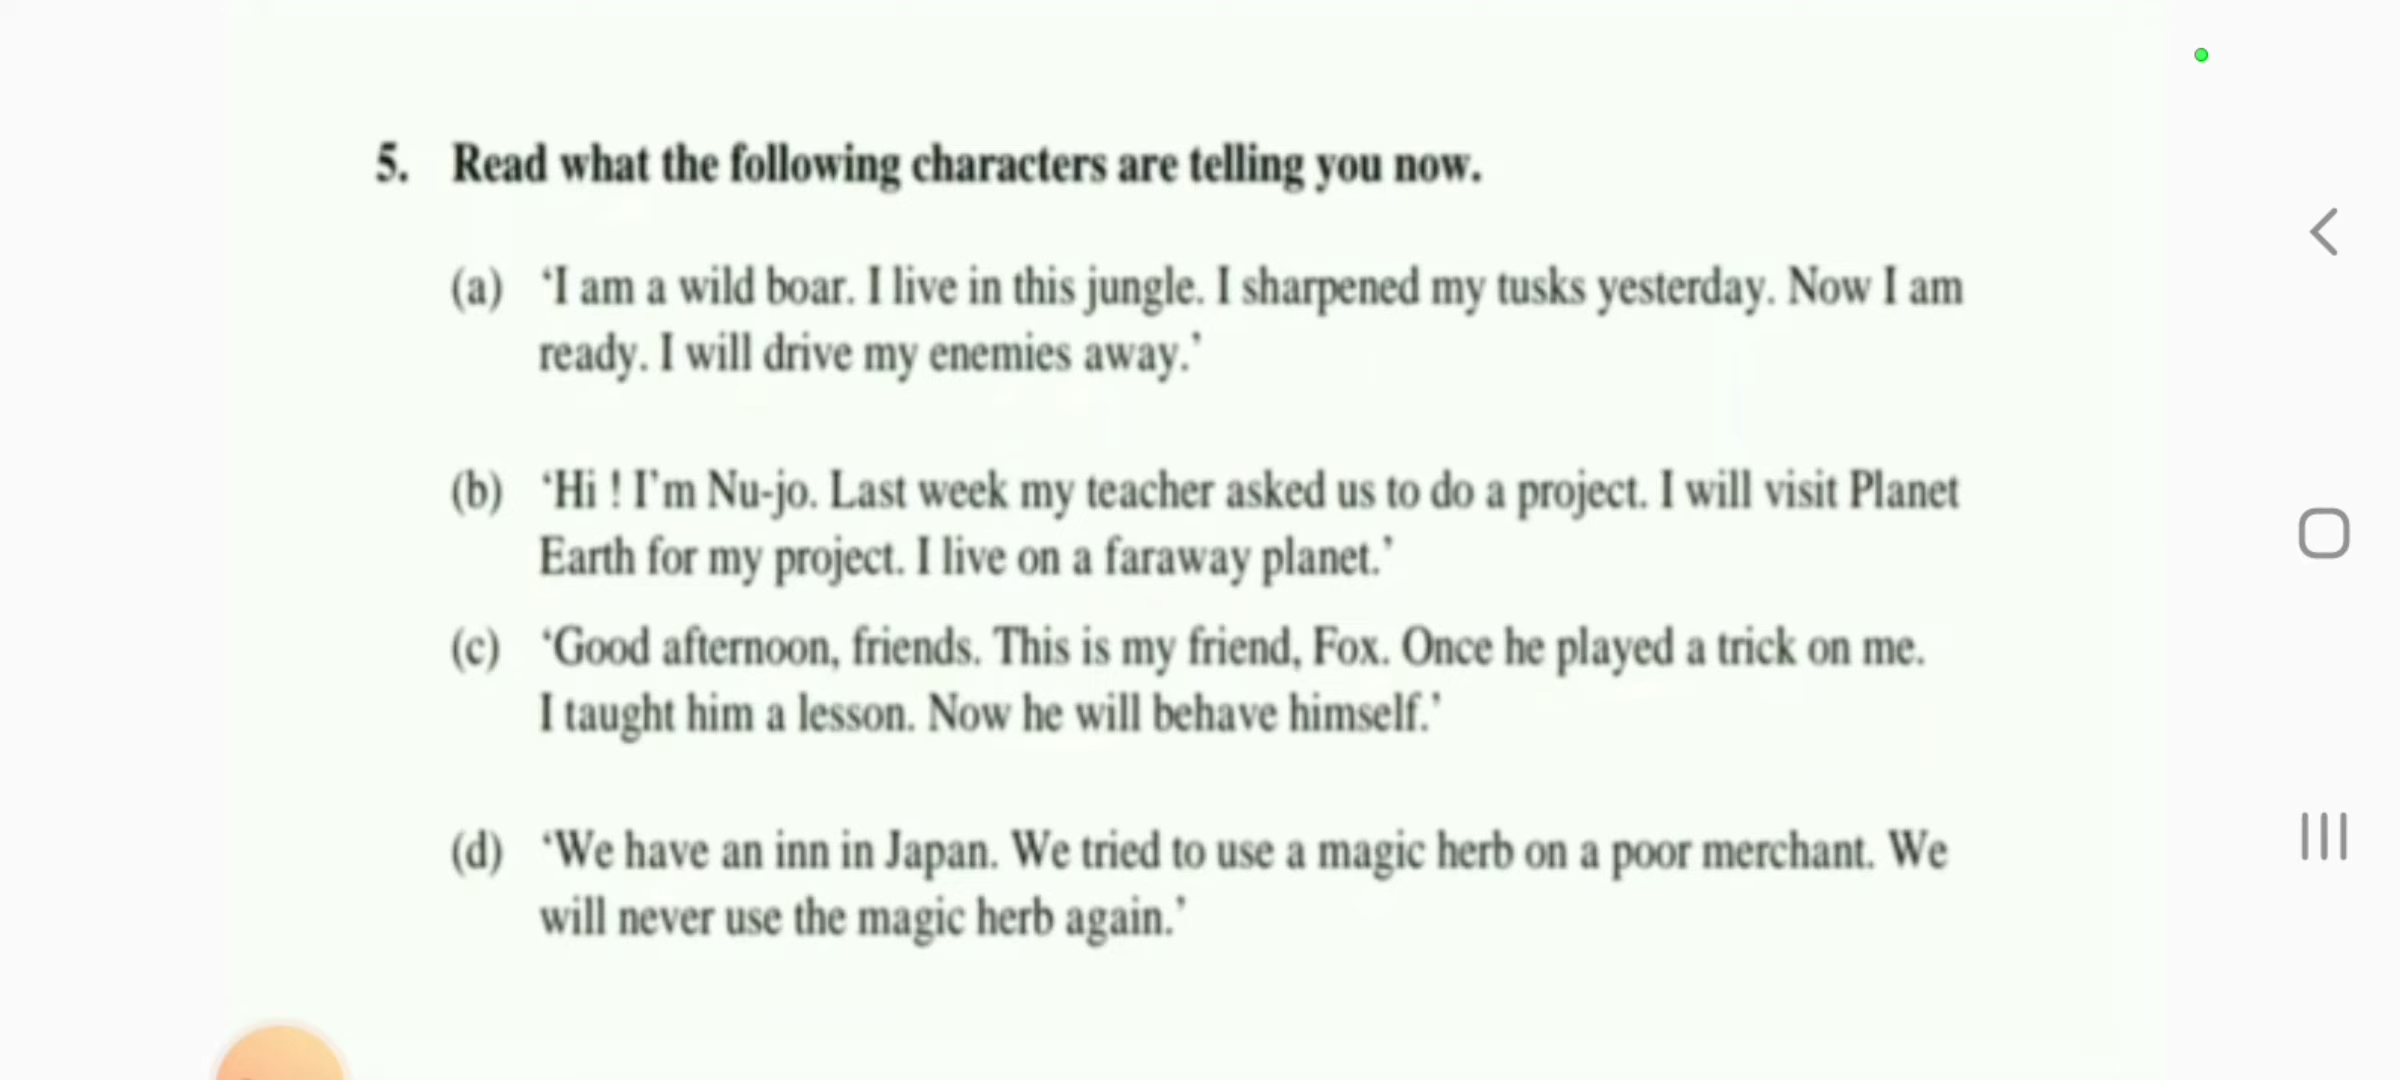 5. Read what the following characters are telling you now.
(a) ‘I am a wild boar. I live in this jungle. I sharpened my tusks yesterday. Now I am
ready. I will drive my enemies away.’
(b) ‘Hi ! I’m Nu-jo. Last week my teacher asked us to do a project. I will visit Planet
Earth for my project. I live on a faraway planet.’
(c) ‘Good afternoon, friends. This is my friend, Fox. Once he played a trick on me.
I taught him a lesson. Now he will behave himself.’
(d) ‘We have an inn in Japan. We tried to use a magic herb on a poor merchant. We
will never use the magic herb again.’